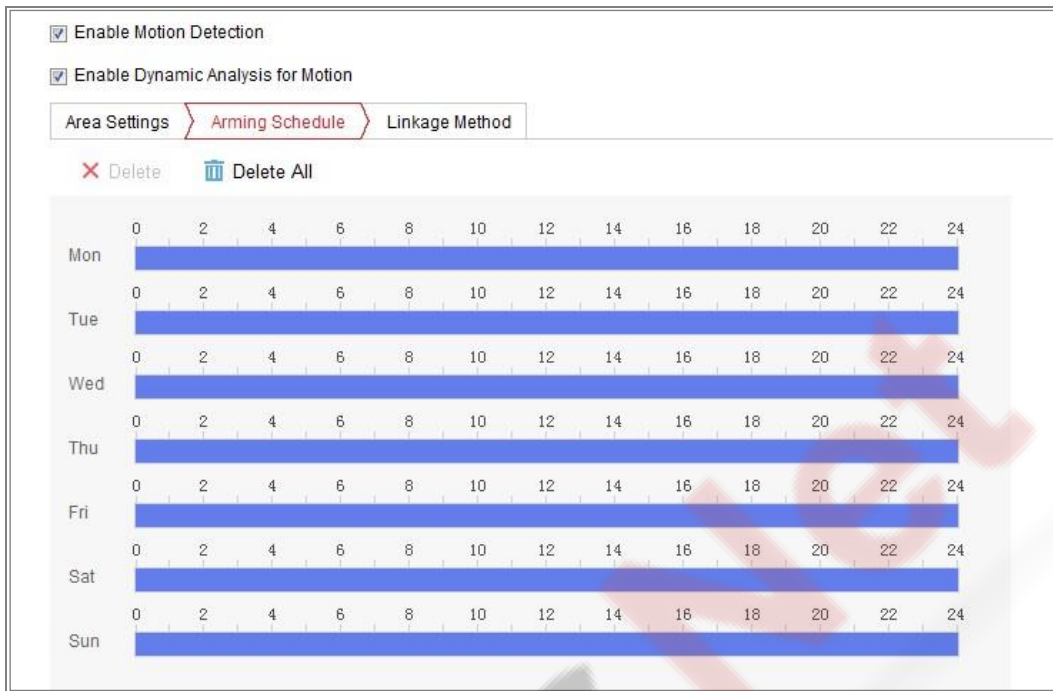 Enable Motion Detection
Enable Dynamic Analysis for Motion
Area Settings Arming Schedule Linkage Method
Delete Delete All
0 2 4 6 8 10 12 14 16 18 20 22 24
Mon
0 2 4 6 8 10 12 14 16 18 20 22 24
Tue
0 2 4 6 8 10 12 14 16 18 20 22 24
Wed
0 2 4 6 8 10 12 14 16 18 20 22 24
Thu
0 2 4 6 8 10 12 14 16 18 20 22 24
Fri
0 2 4 6 8 10 12 14 16 18 20 22 24
Sat
0 2 4 6 8 10 12 14 16 18 20 22 24
Sun
Net